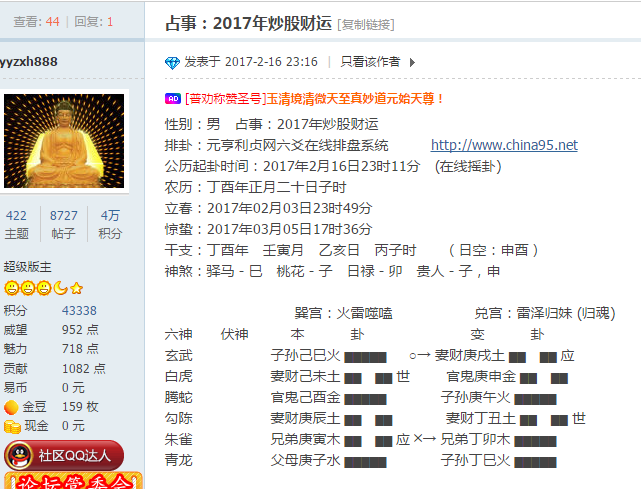 查看: 44 | 回复: 1
占事：2017年炒股财运 [复制链接]
yyzxh888
发表于 2017-2-16 23:16 | 只看该作者
AD [普劝称赞圣号]玉清境清微天至真妙道元始天尊！
性别：男 占事：2017年炒股财运
排卦：元亨利贞网六爻在线排盘系统 http://www.china95.net
公历起卦时间：2017年2月16日23时11分 (在线摇卦)
农历：丁酉年正月二十日子时
立春：2017年02月03日23时49分
惊蛰：2017年03月05日17时36分
干支：丁酉年 壬寅月 乙亥日 丙子时 （日空：申酉）
神煞：驿马－巳 桃花－子 日禄－卯 贵人－子，申
422 8727 4万
主题 帖子 积分
超级版主
积分 43338
威望 952 点
魅力 718 点
贡献 1082 点
易币 0 元
金豆 159 枚
现金 0 元
社区QQ达人
论坛管委会
巽宫：火雷噬嗑 兑宫：雷泽归妹 (归魂)
六神 伏神 本 卦 变 卦
玄武 子孙己巳火 ○→ 妻财庚戌土 应
白虎 妻财己未土 世 官鬼庚申金
腾蛇 官鬼己酉金 子孙庚午火
勾陈 妻财庚辰土 妻财丁丑土 世
朱雀 兄弟庚寅木 应 ×→ 兄弟丁卯木
青龙 父母庚子水 子孙丁巳火